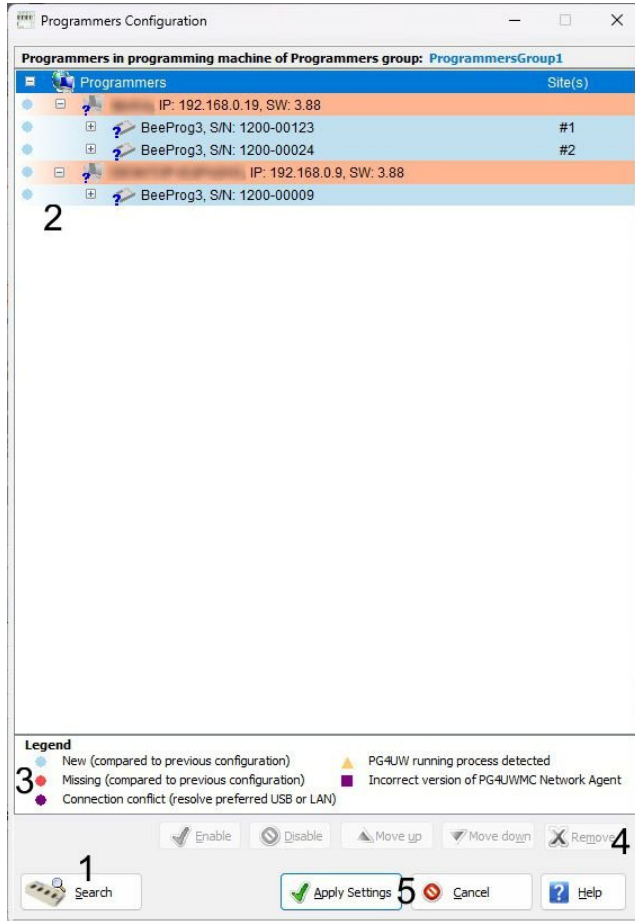 Programmers Configuration
Programmers in programming machine of Programmers group: ProgrammersGroup1
Programmers Site(s)
IP: 192.168.0.19, SW: 3.88
BeeProg3, S/N: 1200-00123 #1
BeeProg3, S/N: 1200-00024 #2
IP: 192.168.0.9, SW: 3.88
BeeProg3, S/N: 1200-00009
2
Legend
New (compared to previous configuration) PG4UW running process detected
3 Missing (compared to previous configuration) Incorrect version of PG4UWMC Network Agent
Connection conflict (resolve preferred USB or LAN)
Enable Disable Move up Move down Remove 4
1
Search Apply Settings 5 Cancel Help